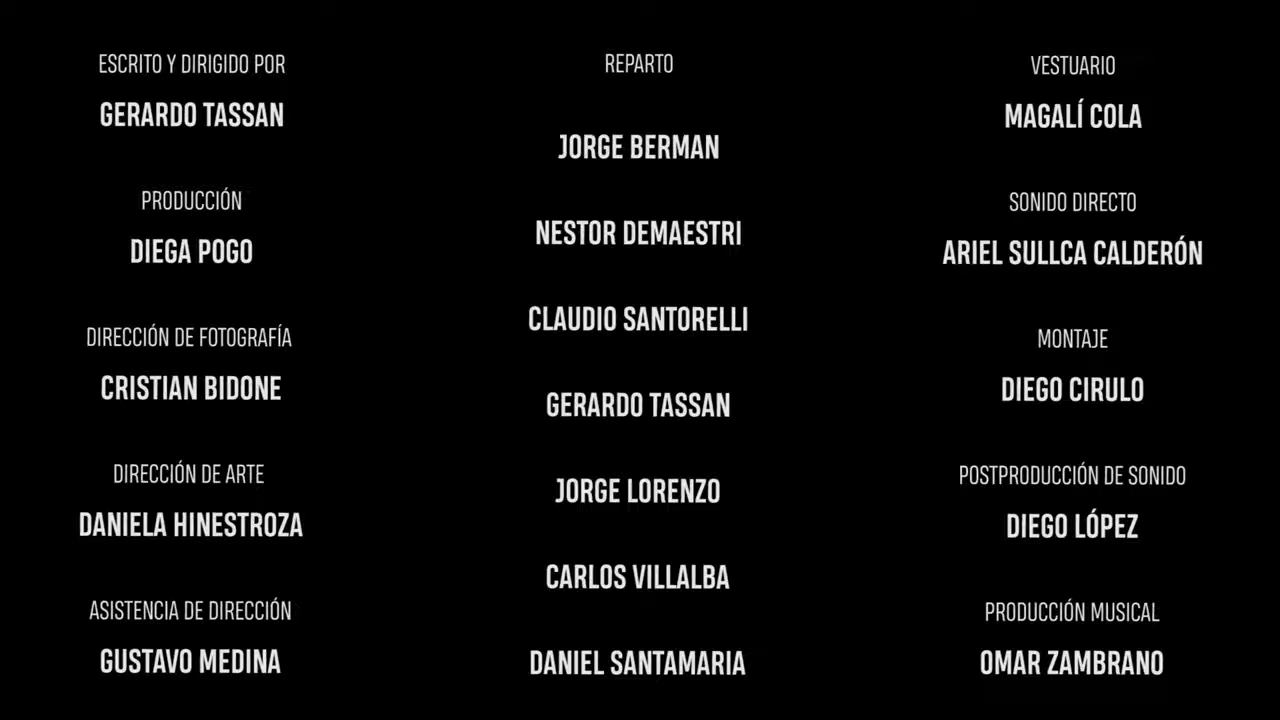 ESCRITO Y DIRIGIDO POR
GERARDO TASSAN
PRODUCCIÓN
DIEGA POGO
DIRECCIÓN DE FOTOGRAFÍA
CRISTIAN BIDONE
DIRECCIÓN DE ARTE
DANIELA HINESTROZA
ASISTENCIA DE DIRECCIÓN
GUSTAVO MEDINA
REPARTO
JORGE BERMAN
NESTOR DEMAESTRI
CLAUDIO SANTORELLI
GERARDO TASSAN
JORGE LORENZO
CARLOS VILLALBA
DANIEL SANTAMARIA
VESTUARIO
MAGALÍ COLA
SONIDO DIRECTO
ARIEL SULLCA CALDERÓN
MONTAJE
DIEGO CIRULO
POSTPRODUCCIÓN DE SONIDO
DIEGO LÓPEZ
PRODUCCIÓN MUSICAL
OMAR ZAMBRANO